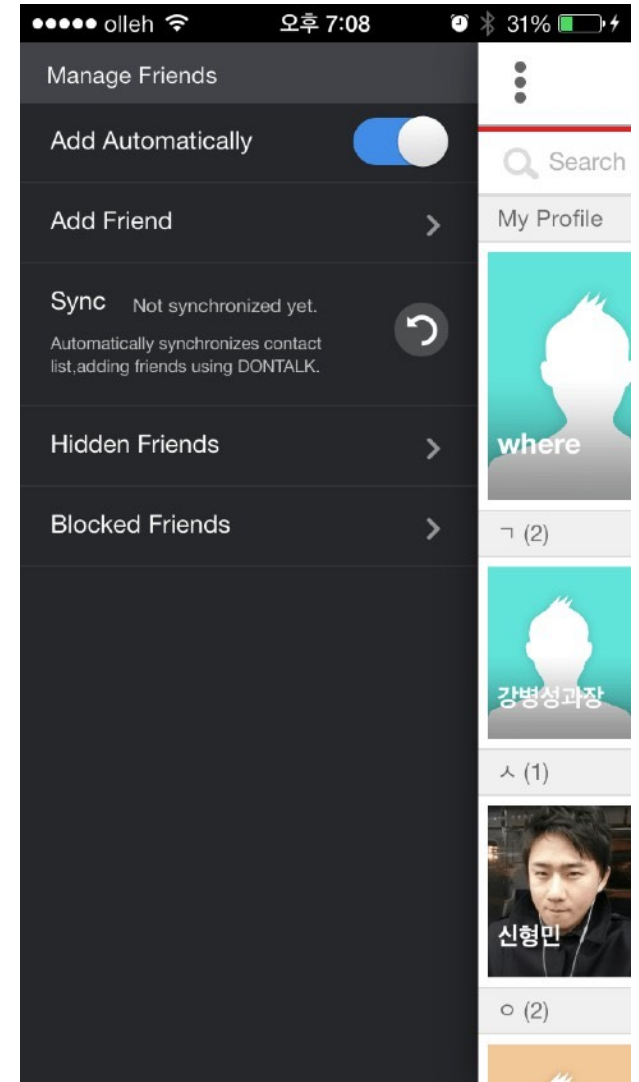 olleh 오후 7:08 31%
Manage Friends
Add Automatically
Add Friend
Sync Not synchronized yet.
Automatically synchronizes contact
list,adding friends using DONTALK.
Hidden Friends
Blocked Friends
Search
My Profile
where
ㄱ (2)
강병성과장
ㅅ (1)
신형민
ㅇ (2)